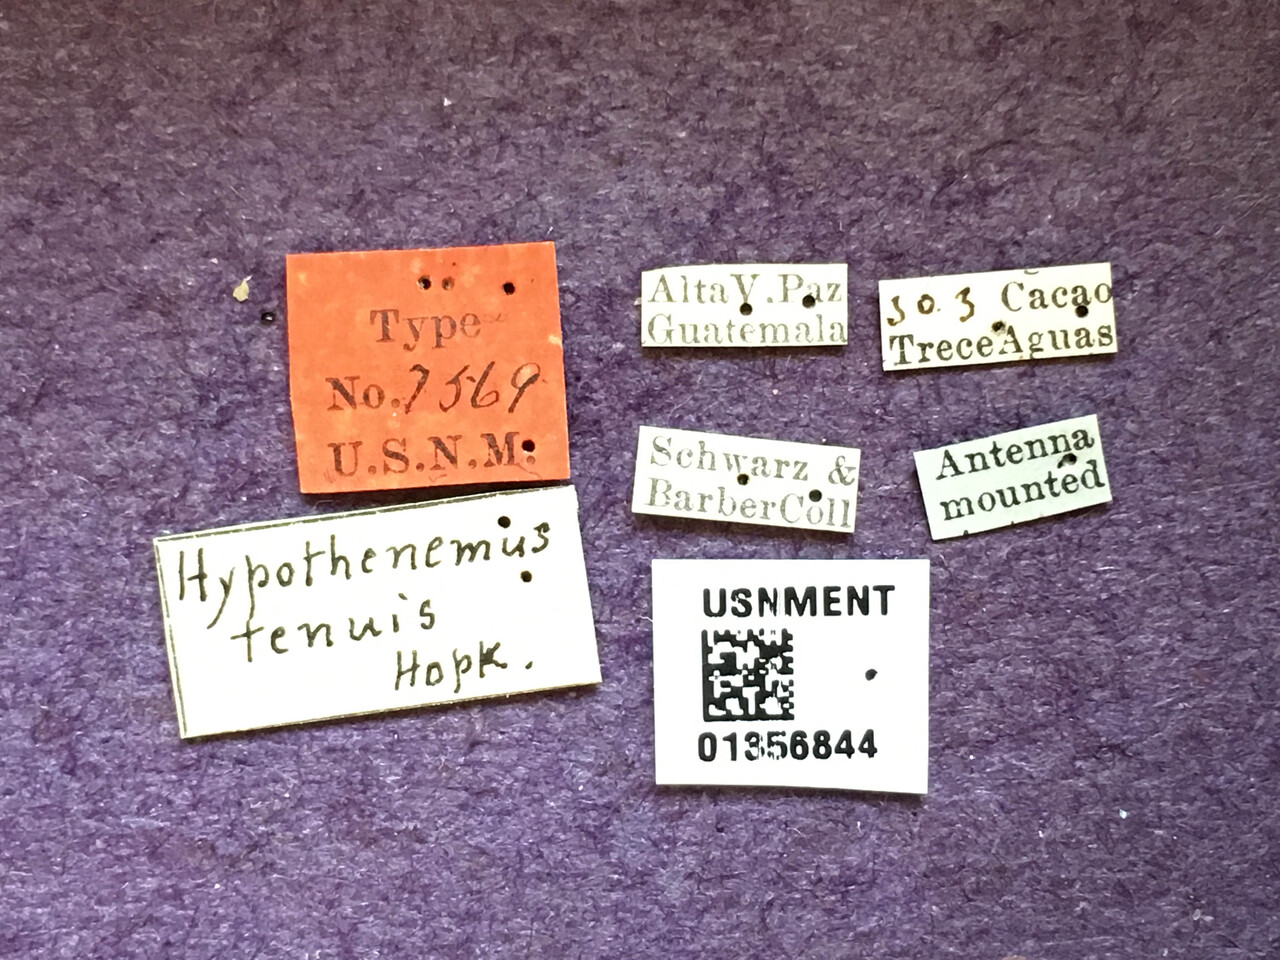 Type
No. 7569
U.S.N.M.
Alta V. Paz
Guatemala
30. 3 Cacao
Trece Aguas
Schwarz &
Barber Coll
Antenna
mounted
Hypothenemus
tenuis
Hopk.
USNMENT
01356844